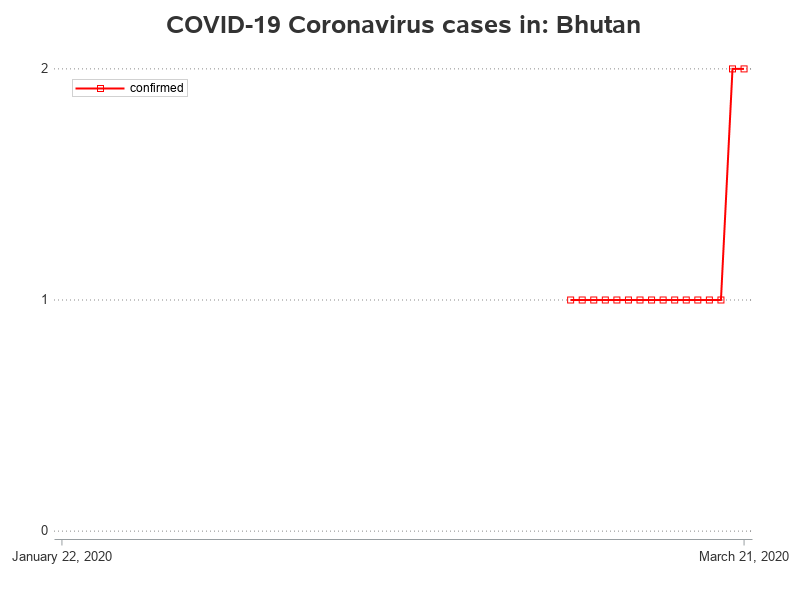 COVID-19 Coronavirus cases in: Bhutan
2
confirmed
1
0
January 22, 2020
March 21, 2020